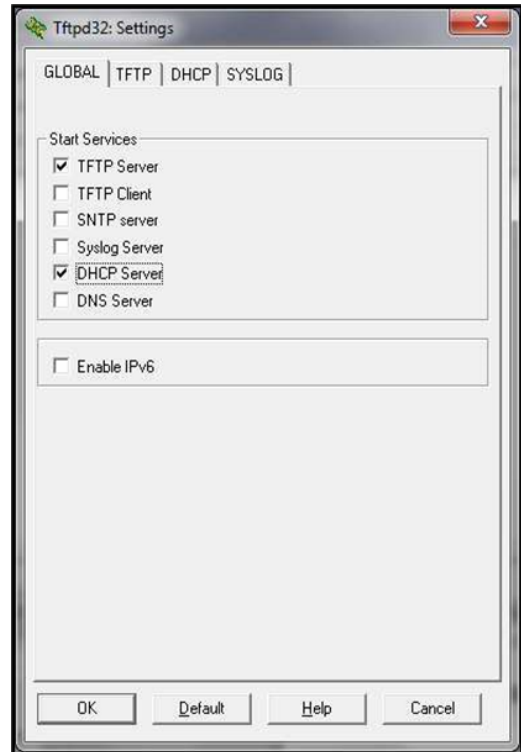 Tftpd32: Settings
GLOBAL TFTP DHCP SYSLOG
Start Services
TFTP Server
TFTP Client
SNTP server
Syslog Server
DHCP Server
DNS Server
Enable IPv6
OK Default Help Cancel